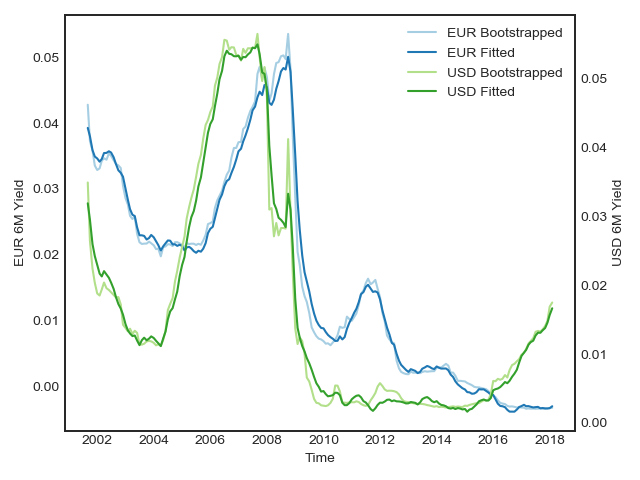 EUR Bootstrapped
EUR Fitted
USD Bootstrapped
USD Fitted
EUR 6M Yield
0.05
0.04
0.03
0.02
0.01
0.00
USD 6M Yield
0.05
0.04
0.03
0.02
0.01
0.00
2002 2004 2006 2008 2010 2012 2014 2016 2018
Time